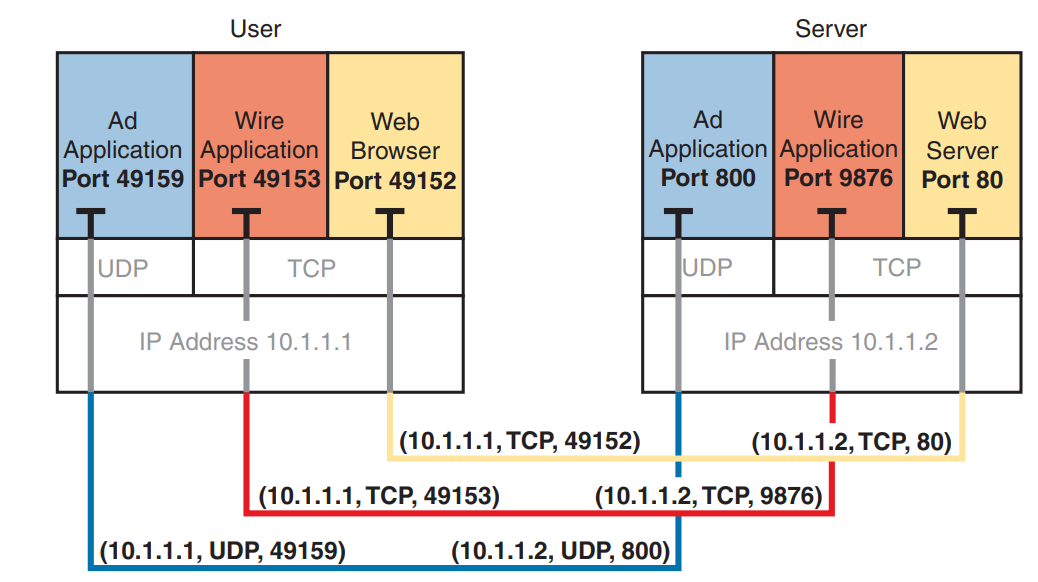 User
Server
Ad
Application
Port 49159
Wire
Application
Port 49153
Web
Browser
Port 49152
Ad
Application
Port 800
Wire
Application
Port 9876
Web
Server
Port 80
UDP
TCP
UDP
TCP
IP Address 10.1.1.1
IP Address 10.1.1.2
(10.1.1.1, TCP, 49152)
(10.1.1.2, TCP, 80)
(10.1.1.1, TCP, 49153)
(10.1.1.2, TCP, 9876)
(10.1.1.1, UDP, 49159)
(10.1.1.2, UDP, 800)